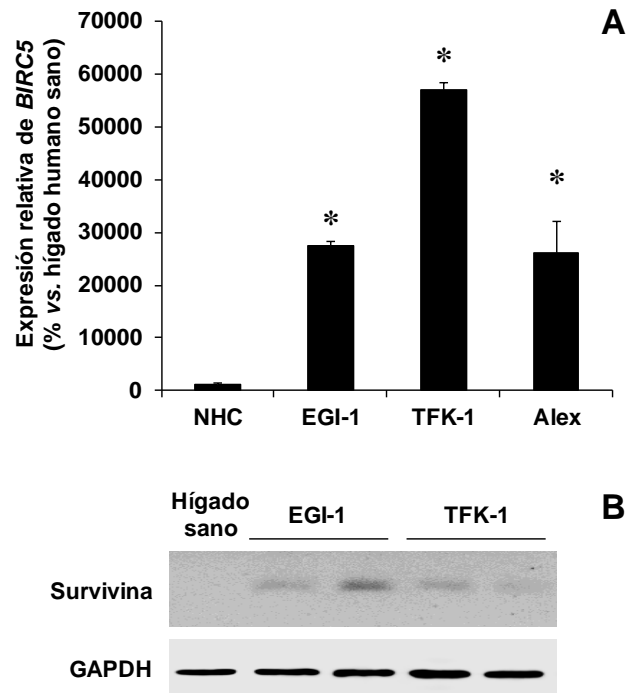 A
Expresión relativa de BIRC5
(% vs. hígado humano sano)
70000
60000
50000
40000
30000
20000
10000
0
*
*
*
NHC
EGI-1
TFK-1
Alex
B
Hígado
sano
EGI-1
TFK-1
Survivina
GAPDH